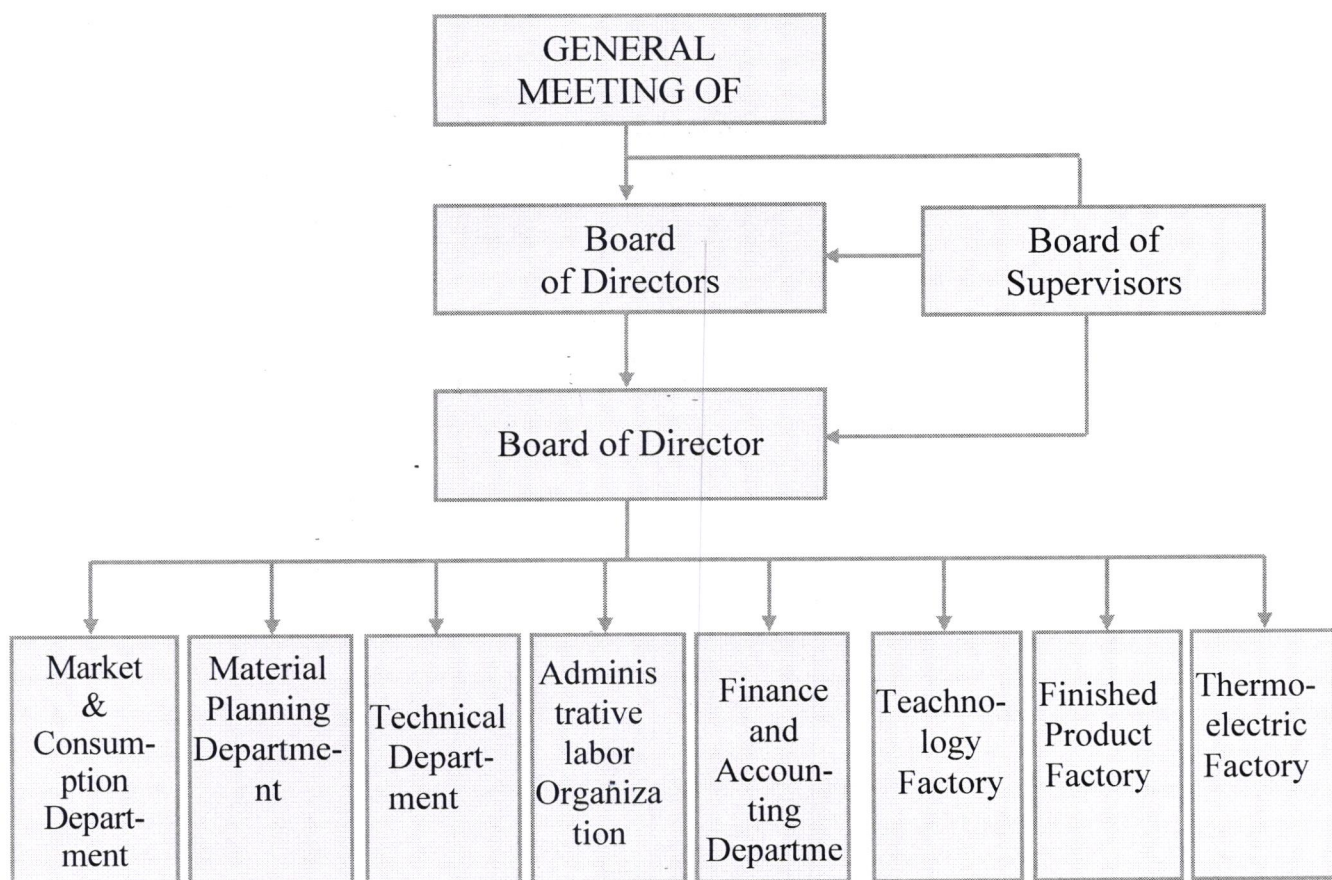 GENERAL
MEETING OF
Board
of Directors
Board of
Supervisors
Board of Director
Market
&
Consum-
ption
Depart-
ment
Material
Planning
Departme-
nt
Technical
Depart-
ment
Adminis
trative
labor
Orgañiza
tion
Finance
and
Accoun-
ting
Departme
Teachno-
logy
Factory
Finished
Product
Factory
Thermo-
electric
Factory